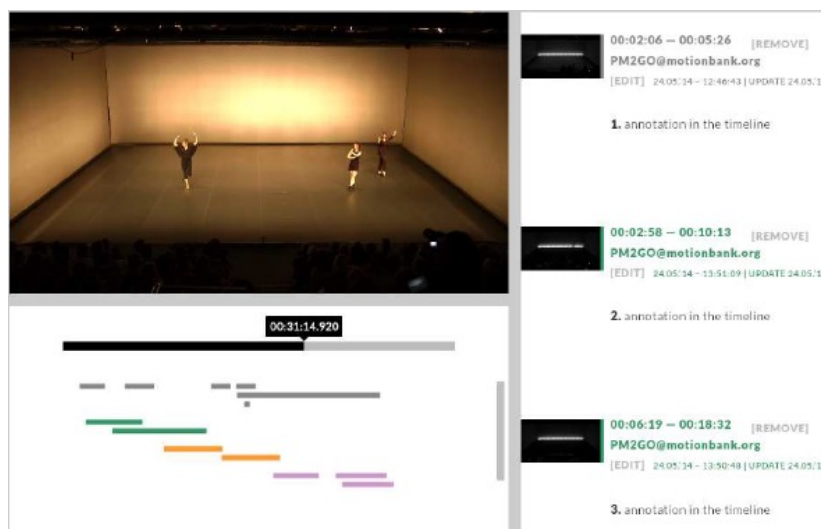 00:31:14.920
00:02:06 — 00:05:26 [REMOVE]
PM2GO@motionbank.org
[EDIT] 24.05.'14 – 12:46:43 | UPDATE 24.05.'1
1. annotation in the timeline
00:02:58 — 00:10:13 [REMOVE]
PM2GO@motionbank.org
[EDIT] 24.05.'14 – 13:51:09 | UPDATE 24.05.'1
2. annotation in the timeline
00:06:19 — 00:18:32 [REMOVE]
PM2GO@motionbank.org
[EDIT] 24.05.'14 – 13:50:48 | UPDATE 24.05.'1
3. annotation in the timeline